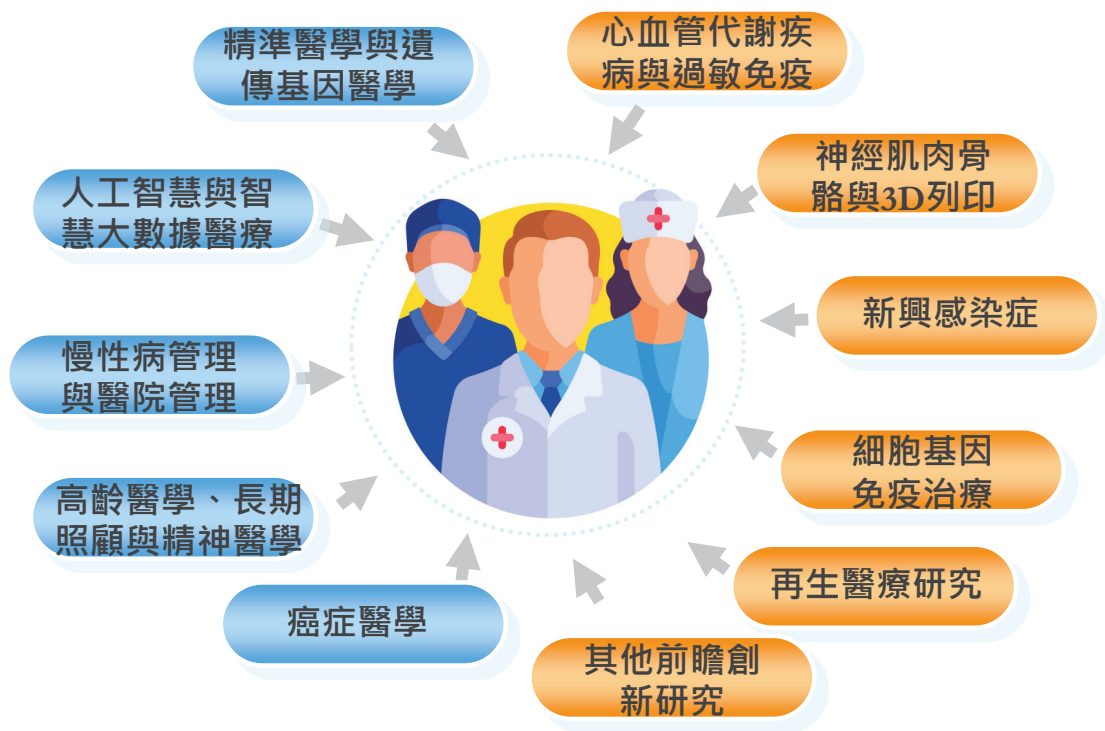 精準醫學與遺
傳基因醫學
心血管代謝疾
病與過敏免疫
人工智慧與智
慧大數據醫療
神經肌肉骨
骼與3D列印
慢性病管理
與醫院管理
新興感染症
高齡醫學、長期
照顧與精神醫學
細胞基因
免疫治療
癌症醫學
再生醫療研究
其他前瞻創
新研究